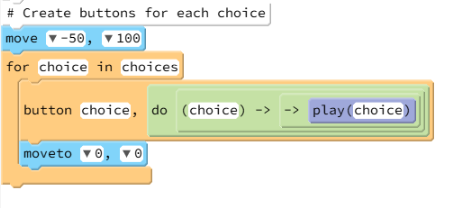 # Create buttons for each choice
move ▼-50, ▼100
for choice in choices
button choice, do (choice) -> -> play(choice)
moveto ▼0, ▼0